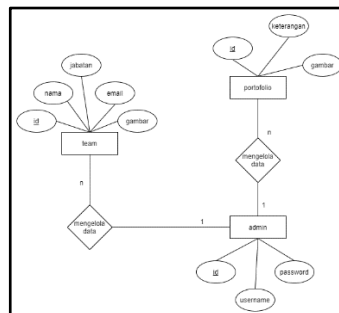 keterangan
id
gambar
portofolio
jabatan
nama
email
id
gambar
team
n
n
mengelola
data
mengelola
data
1
1
admin
id
password
username